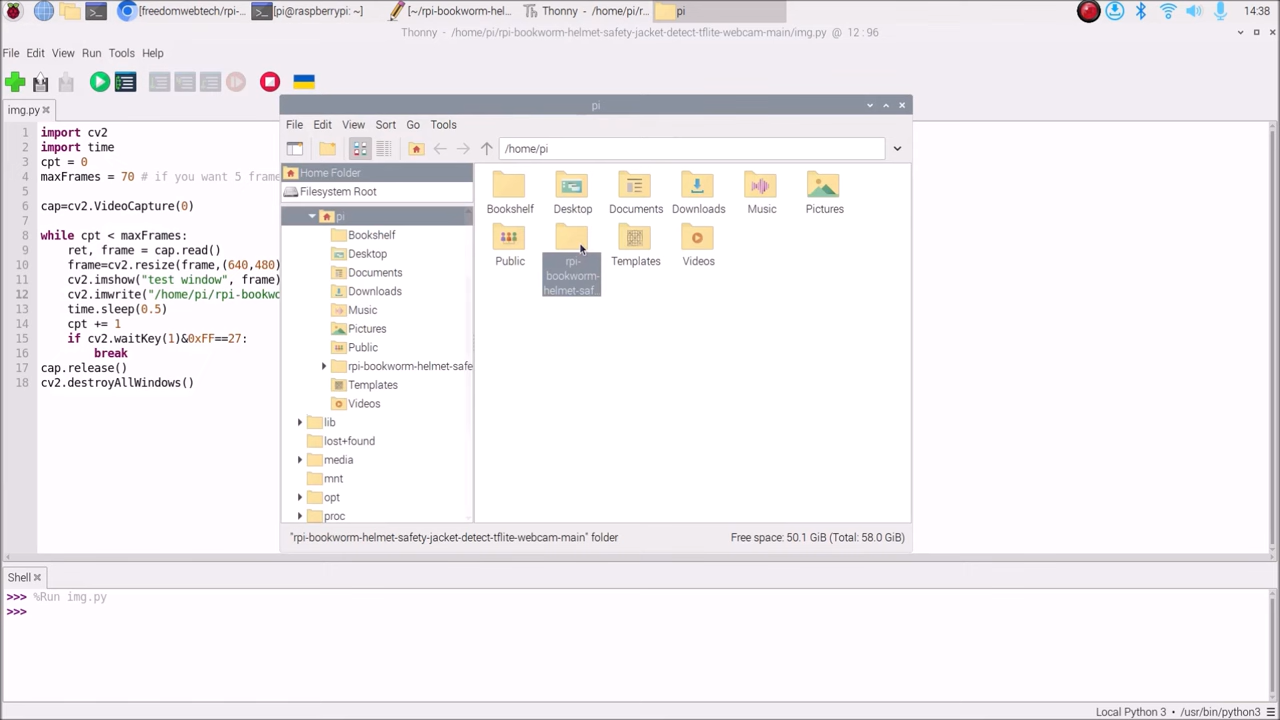 [freedomwebtech/rpi-...
[pi@raspberrypi: ~]
[~/rpi-bookworm-hel...
Thonny - /home/pi/r...
pi
14:38
Thonny - /home/pi/rpi-bookworm-helmet-safety-jacket-detect-tflite-webcam-main/img.py @ 12 : 96
File Edit View Run Tools Help
img.py
1 import cv2
2 import time
3 cpt = 0
4 maxFrames = 70 # if you want 5 frame
5
6 cap=cv2.VideoCapture(0)
7
8 while cpt < maxFrames:
9 ret, frame = cap.read()
10 frame=cv2.resize(frame,(640,480)
11 cv2.imshow("test window", frame)
12 cv2.imwrite("/home/pi/rpi-bookwo
13 time.sleep(0.5)
14 cpt += 1
15 if cv2.waitKey(1)&0xFF==27:
16 break
17 cap.release()
18 cv2.destroyAllWindows()
pi
File Edit View Sort Go Tools
/home/pi
Home Folder
Filesystem Root
pi
Bookshelf
Desktop
Documents
Downloads
Music
Pictures
Public
rpi-bookworm-helmet-safe
Templates
Videos
lib
lost+found
media
mnt
opt
proc
Bookshelf Desktop Documents Downloads Music Pictures
Public
rpi-
bookworm-
helmet-saf...
Templates Videos
"rpi-bookworm-helmet-safety-jacket-detect-tflite-webcam-main" folder
Free space: 50.1 GiB (Total: 58.0 GiB)
Shell
>>> %Run img.py
>>>
Local Python 3 • /usr/bin/python3 ☰